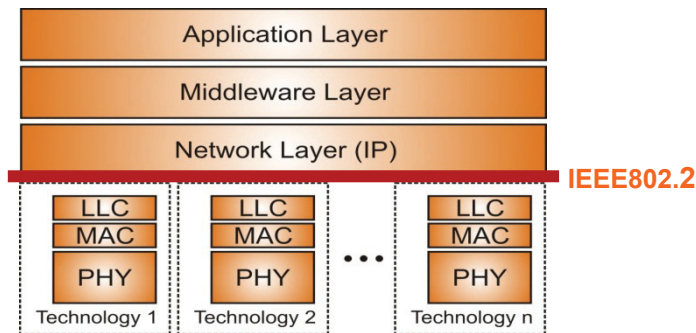 Application Layer
Middleware Layer
Network Layer (IP)
IEEE802.2
LLC LLC LLC
MAC MAC MAC
PHY PHY ... PHY
Technology 1 Technology 2 Technology n